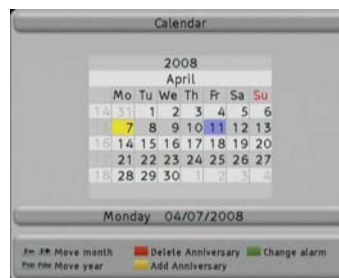 Calendar
2008
April
Mo Tu We Th Fr Sa Su
14 31 1 2 3 4 5 6
7 8 9 10 11 12 13
16 14 15 16 17 18 19 20
21 22 23 24 25 26 27
18 28 29 30 1 2 3 4
Monday 04/07/2008
Move month Delete Anniversary Change alarm
Move year Add Anniversary